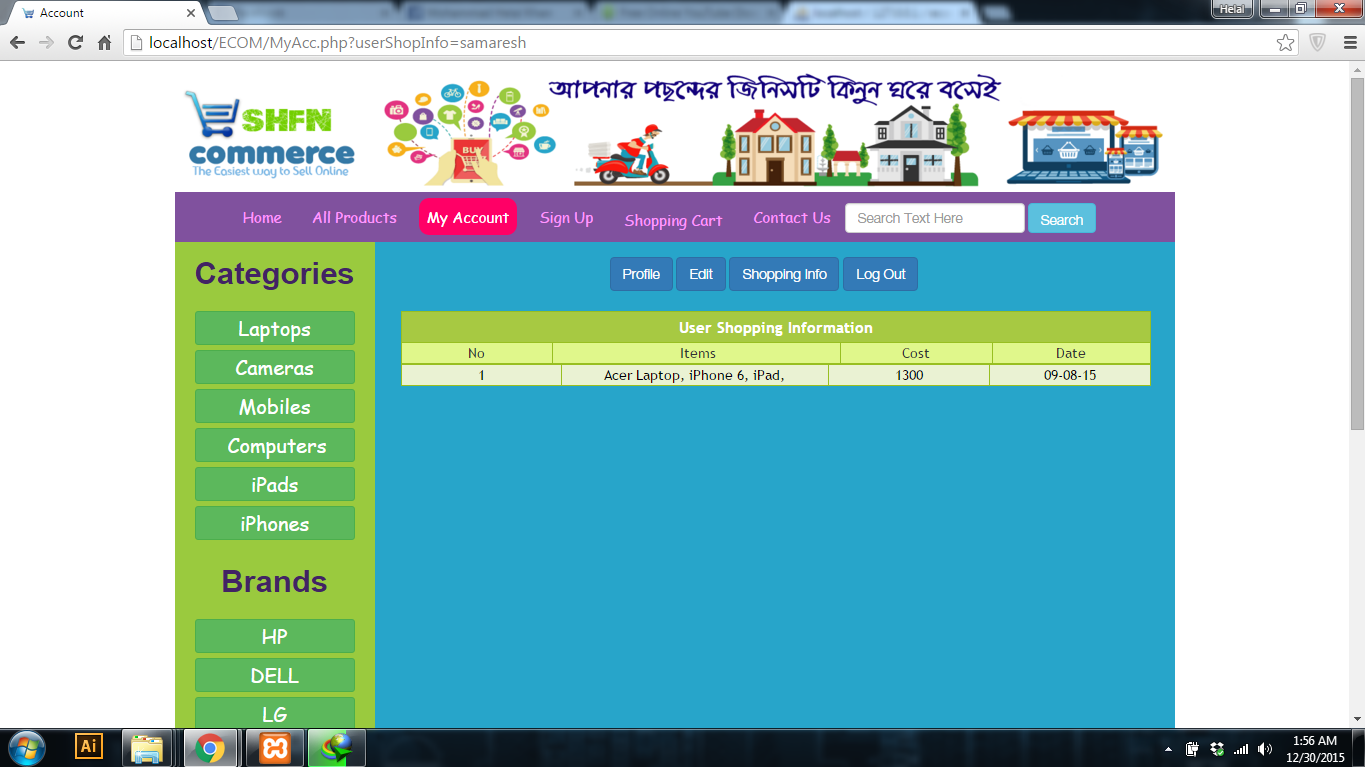 Account
Helal
localhost/ECOM/MyAcc.php?userShopInfo=samaresh
আপনার পছন্দের জিনিসটি কিনুন ঘরে বসেই
SHFN
commerce
The Easiest way to Sell Online
BUY
Home All Products My Account Sign Up Shopping Cart Contact Us Search Text Here Search
Categories
Laptops
Cameras
Mobiles
Computers
iPads
iPhones
Brands
HP
DELL
LG
Profile Edit Shopping Info Log Out
User Shopping Information
No Items Cost Date
1 Acer Laptop, iPhone 6, iPad, 1300 09-08-15
Ai
1:56 AM
12/30/2015